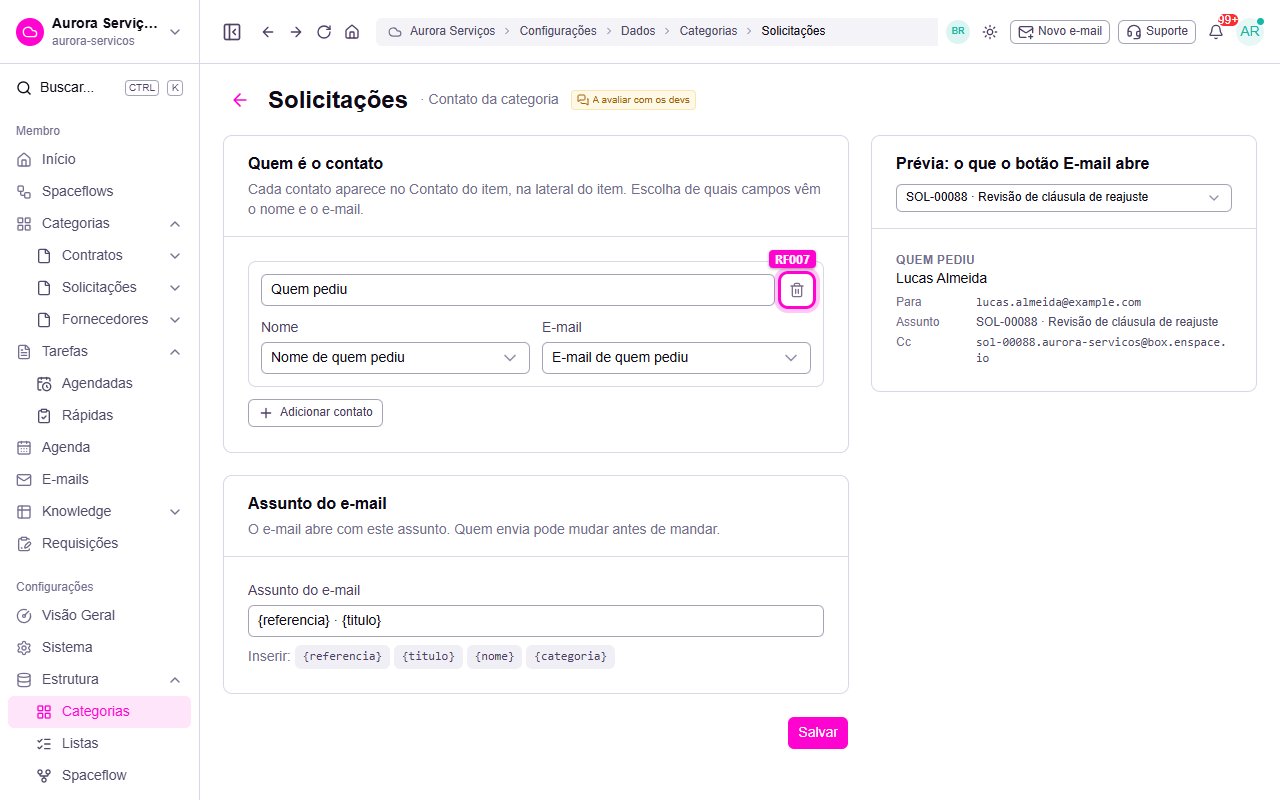 Aurora Serviç...
aurora-servicos
Aurora Serviços
Configurações
Dados
Categorias
Solicitações
BR
Novo e-mail
Suporte
99+
AR
Buscar...
CTRL
K
Membro
Início
Spaceflows
Categorias
Contratos
Solicitações
Fornecedores
Tarefas
Agendadas
Rápidas
Agenda
E-mails
Knowledge
Requisições
Configurações
Visão Geral
Sistema
Estrutura
Categorias
Listas
Spaceflow
Solicitações
· Contato da categoria
A avaliar com os devs
Quem é o contato
Cada contato aparece no Contato do item, na lateral do item. Escolha de quais campos vêm
o nome e o e-mail.
RF007
Quem pediu
Nome
E-mail
Nome de quem pediu
E-mail de quem pediu
Adicionar contato
Assunto do e-mail
O e-mail abre com este assunto. Quem envia pode mudar antes de mandar.
Assunto do e-mail
{referencia} · {titulo}
Inserir: {referencia} {titulo} {nome} {categoria}
Salvar
Prévia: o que o botão E-mail abre
SOL-00088 · Revisão de cláusula de reajuste
QUEM PEDIU
Lucas Almeida
Para lucas.almeida@example.com
Assunto SOL-00088 · Revisão de cláusula de reajuste
Cc sol-00088.aurora-servicos@box.enspace.
io